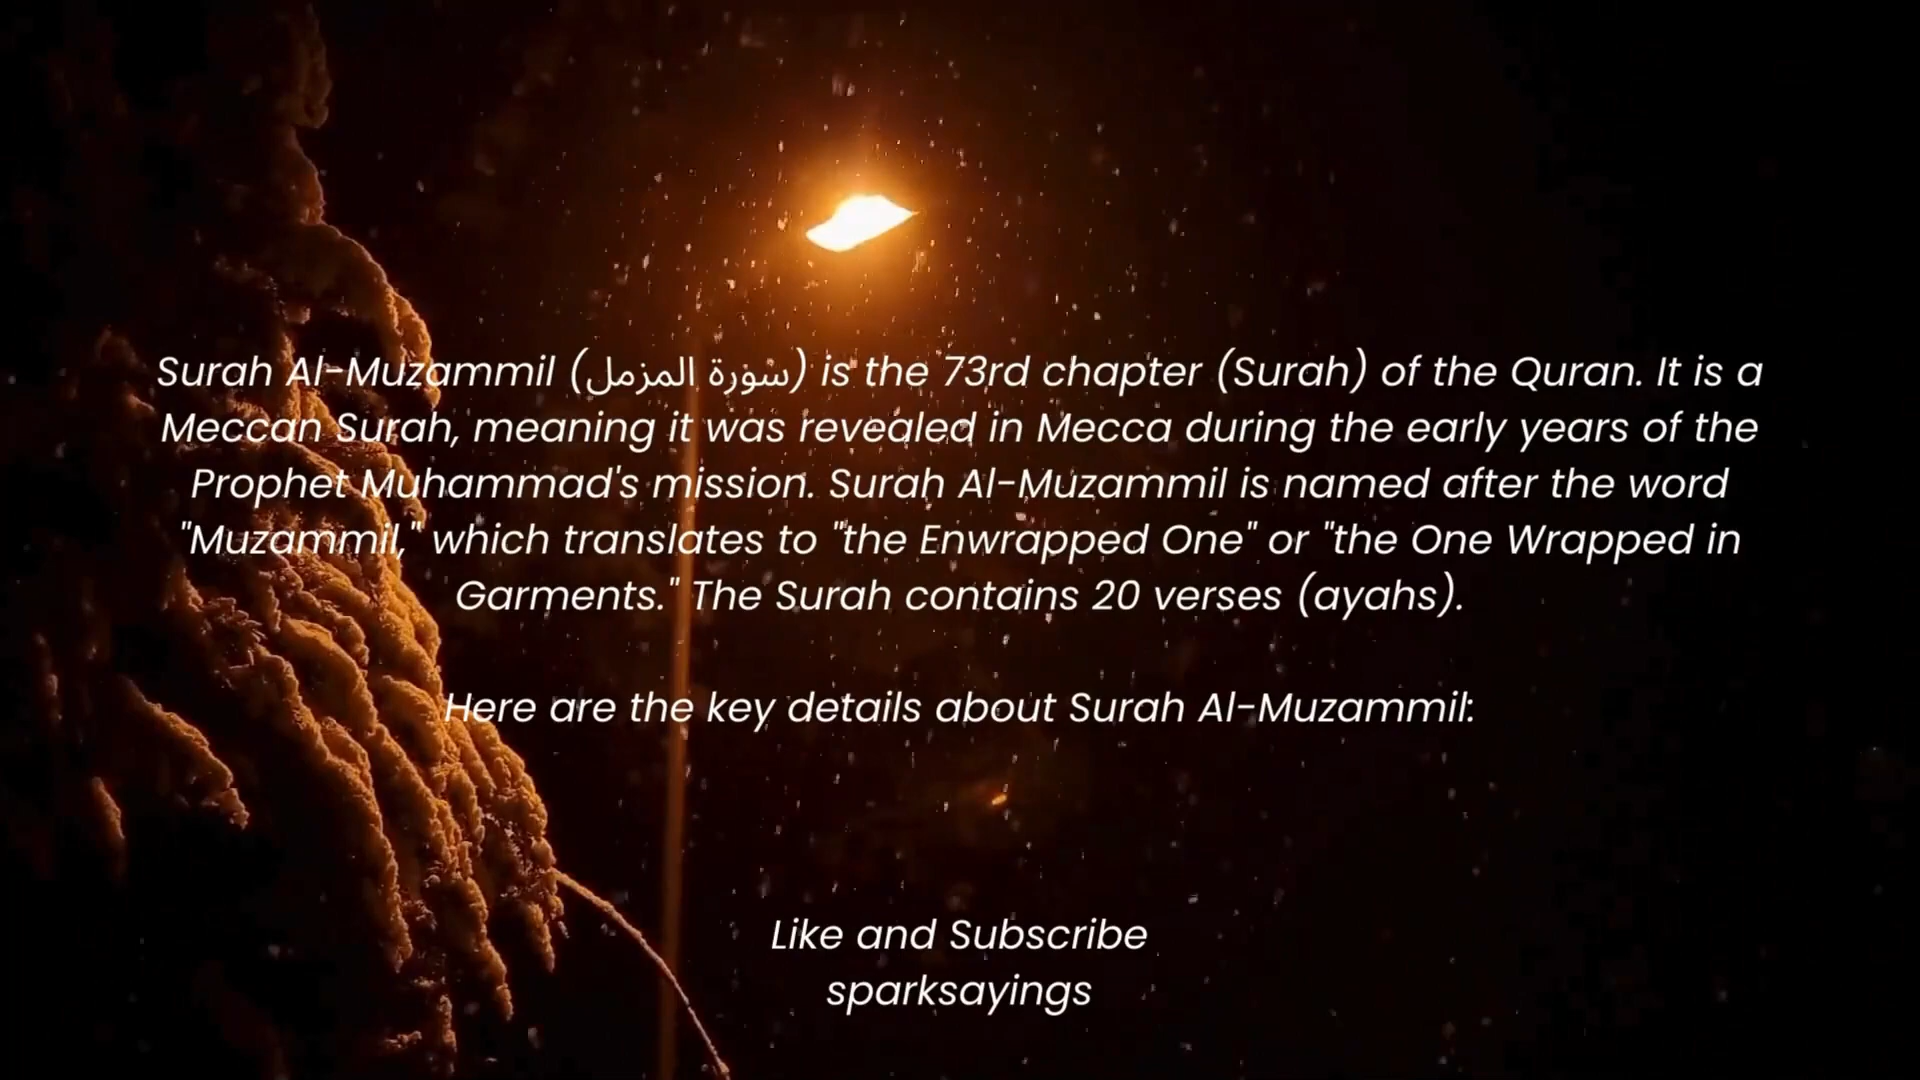 Surah Al-Muzammil (سورة المزمل) is the 73rd chapter (Surah) of the Quran. It is a
Meccan Surah, meaning it was revealed in Mecca during the early years of the
Prophet Muhammad's mission. Surah Al-Muzammil is named after the word
"Muzammil," which translates to "the Enwrapped One" or "the One Wrapped in
Garments." The Surah contains 20 verses (ayahs).
Here are the key details about Surah Al-Muzammil:
Like and Subscribe
sparksayings